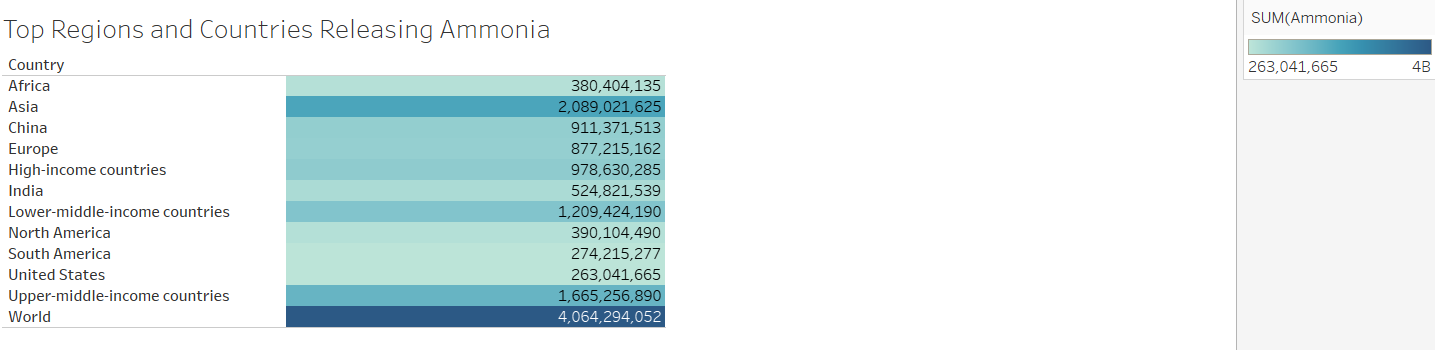 Top Regions and Countries Releasing Ammonia
Country
Africa 380,404,135
Asia 2,089,021,625
China 911,371,513
Europe 877,215,162
High-income countries 978,630,285
India 524,821,539
Lower-middle-income countries 1,209,424,190
North America 390,104,490
South America 274,215,277
United States 263,041,665
Upper-middle-income countries 1,665,256,890
World 4,064,294,052
SUM(Ammonia)
263,041,665 4B